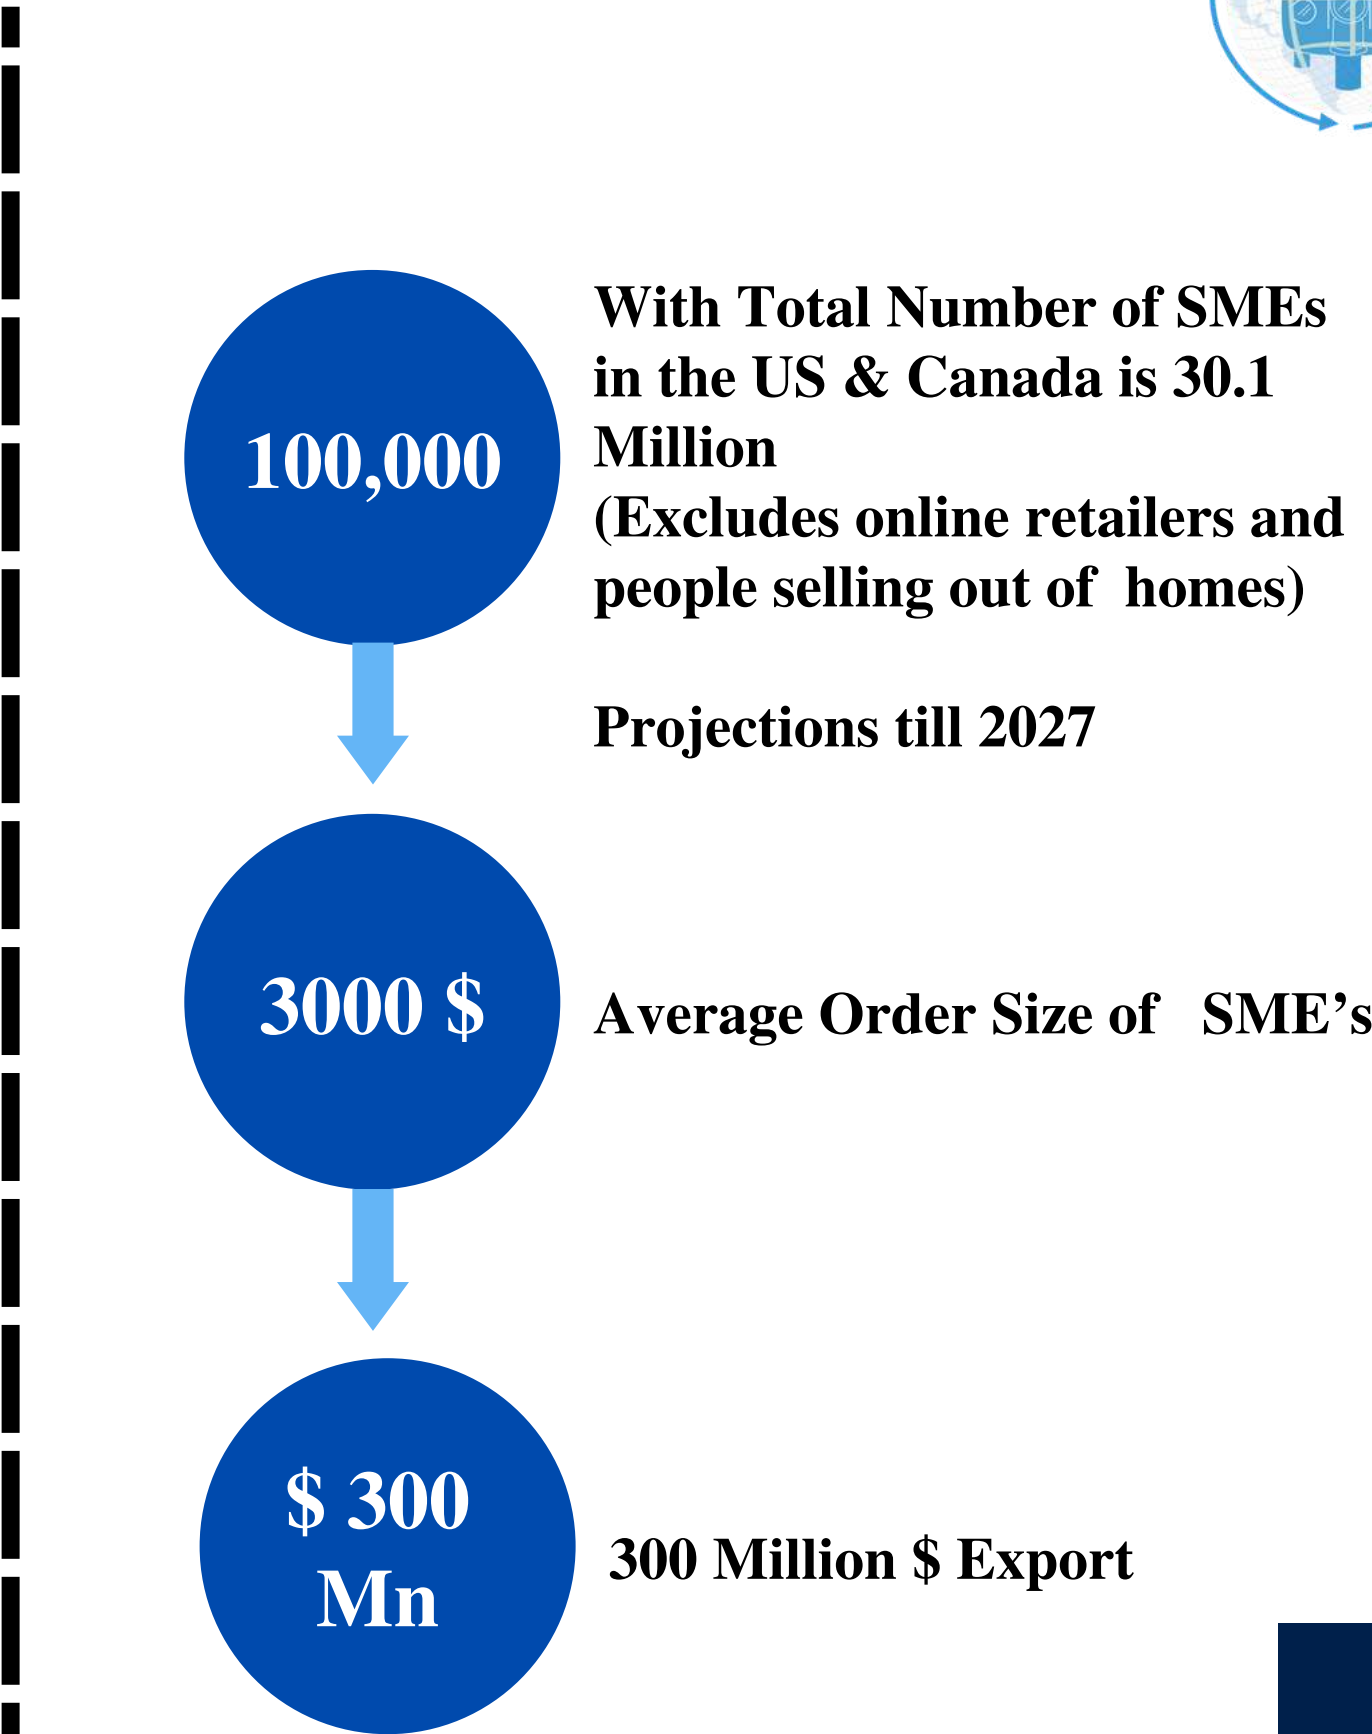 100,000
With Total Number of SMEs
in the US & Canada is 30.1
Million
(Excludes online retailers and
people selling out of homes)
Projections till 2027
3000 $
Average Order Size of SME’s
$ 300
Mn
300 Million $ Export